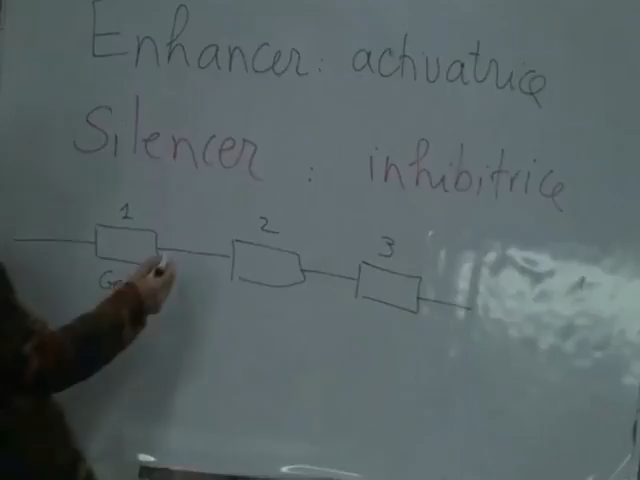 Enhancer : activatrice
Silencer : inhibitrice
1 2 3